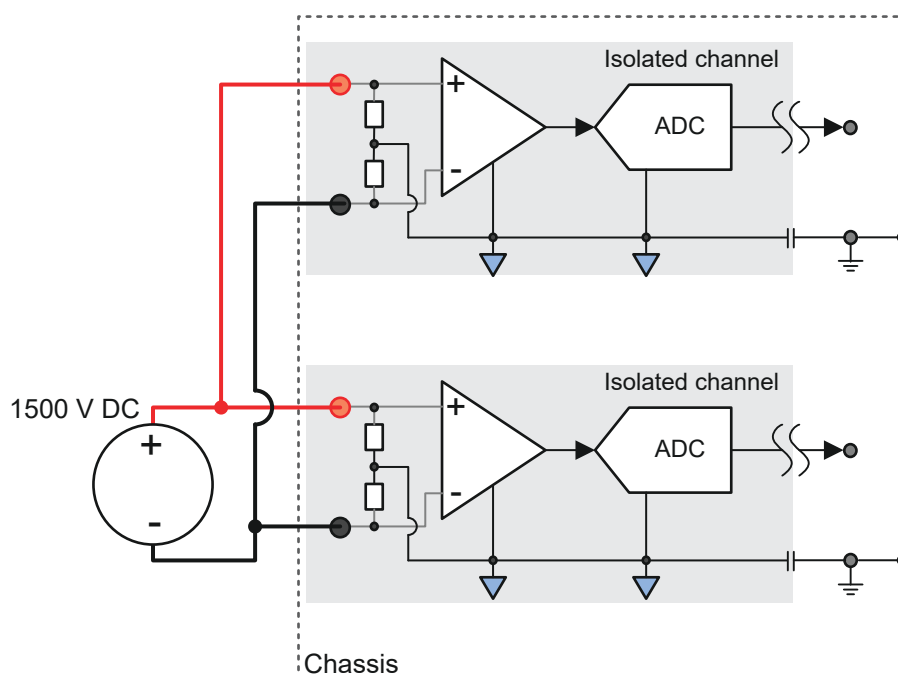 Isolated channel
+
-
ADC
1500 V DC
+
-
Isolated channel
+
-
ADC
Chassis